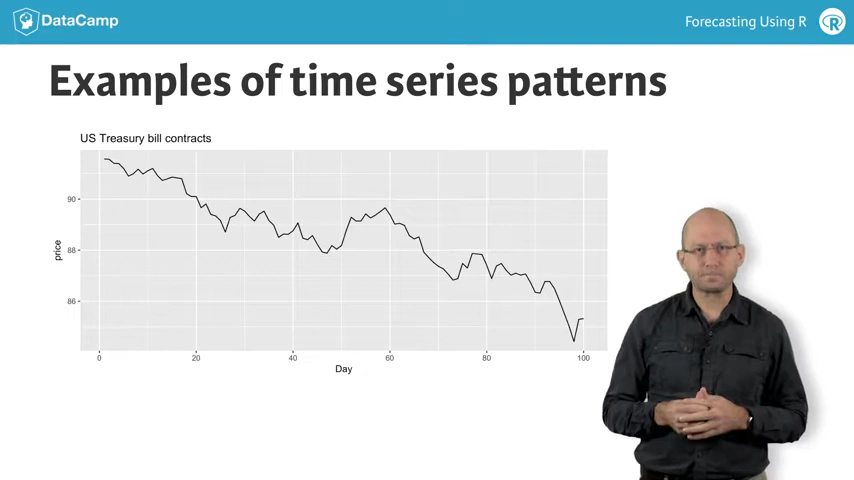 DataCamp
Forecasting Using R
R
Examples of time series patterns
US Treasury bill contracts
90
88
86
price
0 20 40 60 80 100
Day